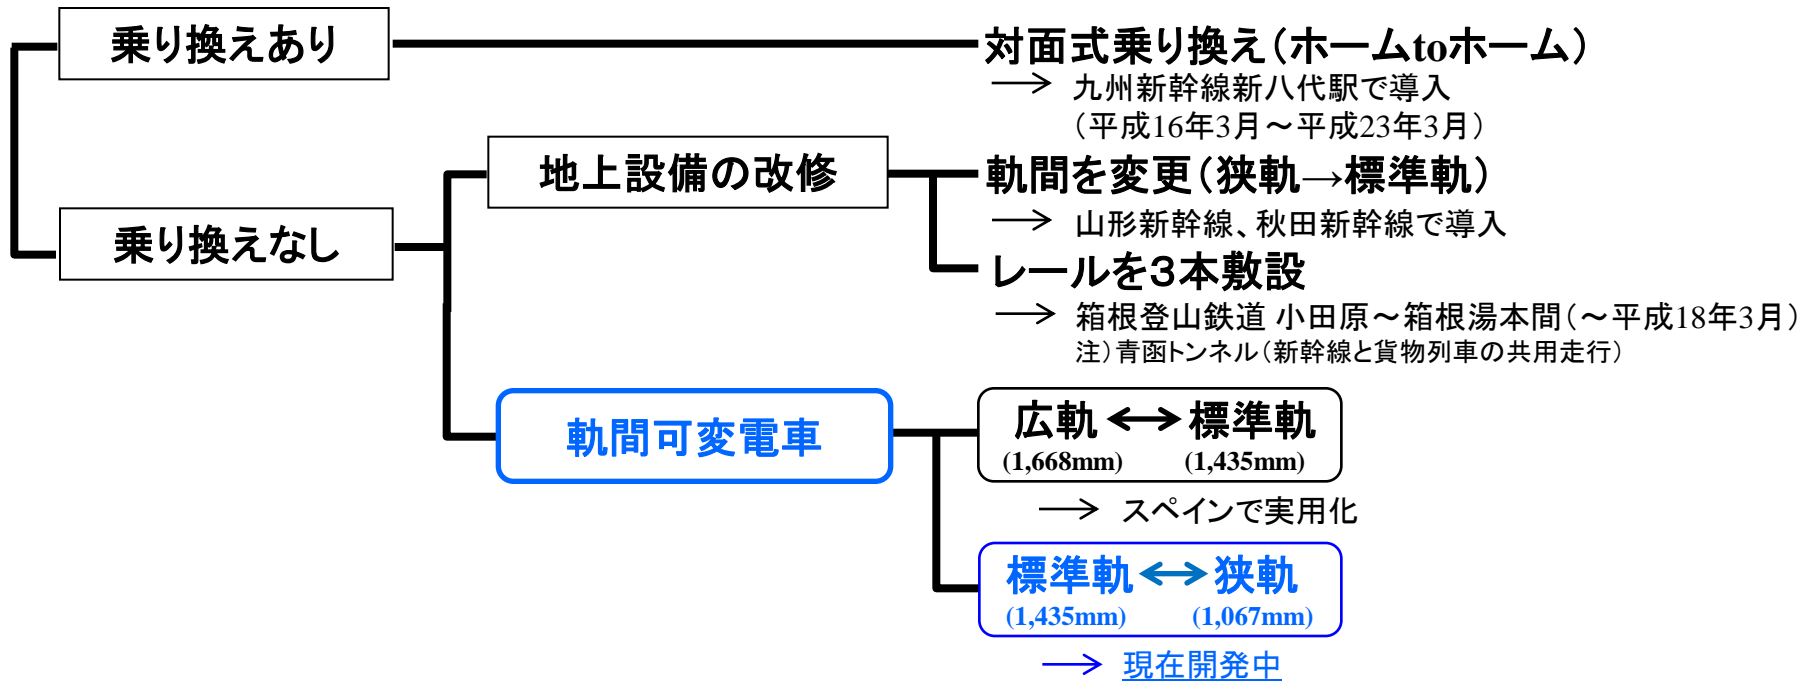 乗り換えあり
対面式乗り換え（ホームtoホーム）
→ 九州新幹線新八代駅で導入
（平成16年3月～平成23年3月）
地上設備の改修
軌間を変更（狭軌→標準軌）
→ 山形新幹線、秋田新幹線で導入
乗り換えなし
レールを３本敷設
→ 箱根登山鉄道 小田原～箱根湯本間（～平成18年3月）
注）青函トンネル（新幹線と貨物列車の共用走行）
軌間可変電車
広軌 ↔ 標準軌
(1,668mm) (1,435mm)
→ スペインで実用化
標準軌 ↔ 狭軌
(1,435mm) (1,067mm)
→ 現在開発中